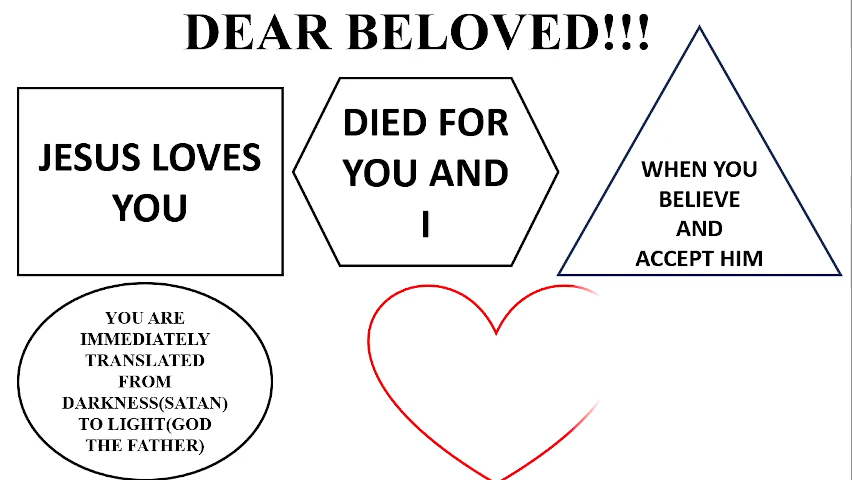 DEAR BELOVED!!!
JESUS LOVES
YOU
DIED FOR
YOU AND
I
WHEN YOU
BELIEVE
AND
ACCEPT HIM
YOU ARE
IMMEDIATELY
TRANSLATED
FROM
DARKNESS(SATAN)
TO LIGHT(GOD
THE FATHER)